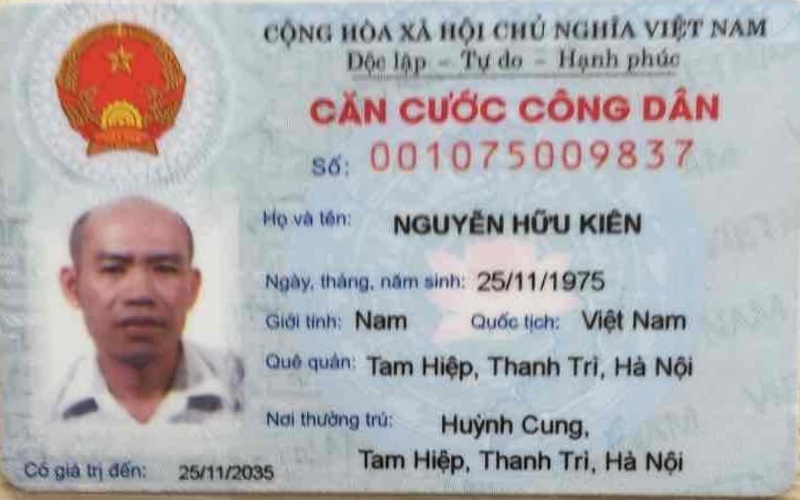 CỘNG HÒA XÃ HỘI CHỦ NGHĨA VIỆT NAM
Độc lập - Tự do - Hạnh phúc
CĂN CƯỚC CÔNG DÂN
Số: 001075009837
Họ và tên: NGUYỄN HỮU KIÊN
Ngày, tháng, năm sinh: 25/11/1975
Giới tính: Nam Quốc tịch: Việt Nam
Quê quán: Tam Hiệp, Thanh Trì, Hà Nội
Nơi thường trú: Huỳnh Cung,
Tam Hiệp, Thanh Trì, Hà Nội
Có giá trị đến: 25/11/2035